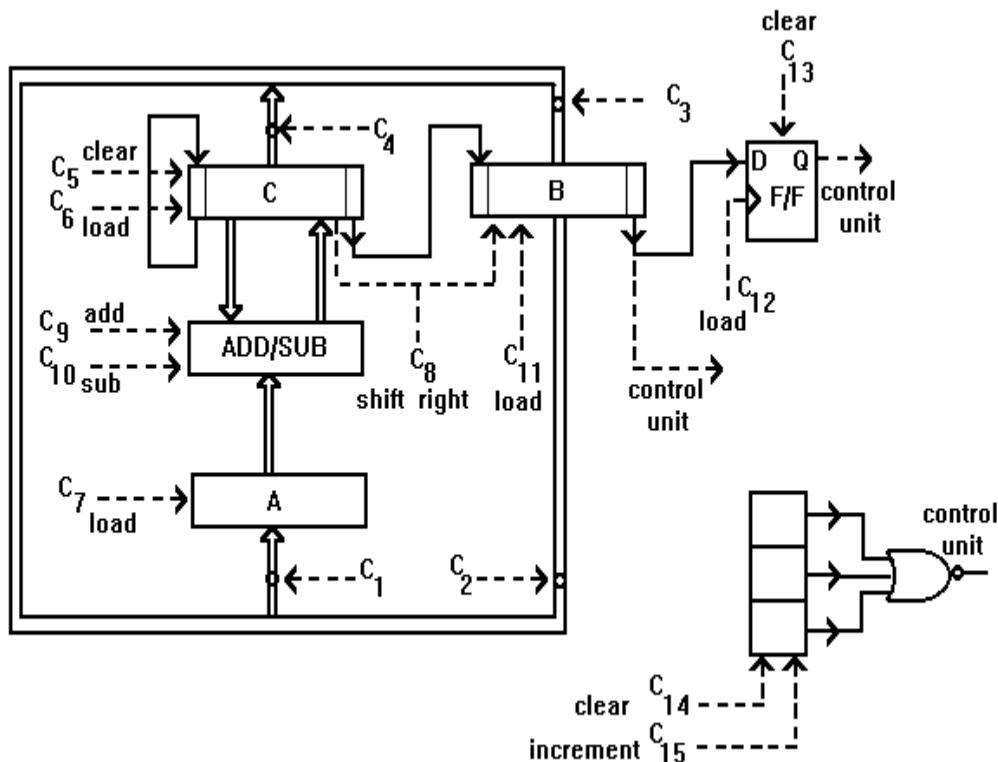 clear
C13
C3
C4
clear
C5
C6
load
C
B
D Q
F/F
control
unit
C12
load
C9 add
C10 sub
ADD/SUB
C8
shift right
C11
load
control
unit
C7
load
A
C1
C2
control
unit
clear C14
increment C15